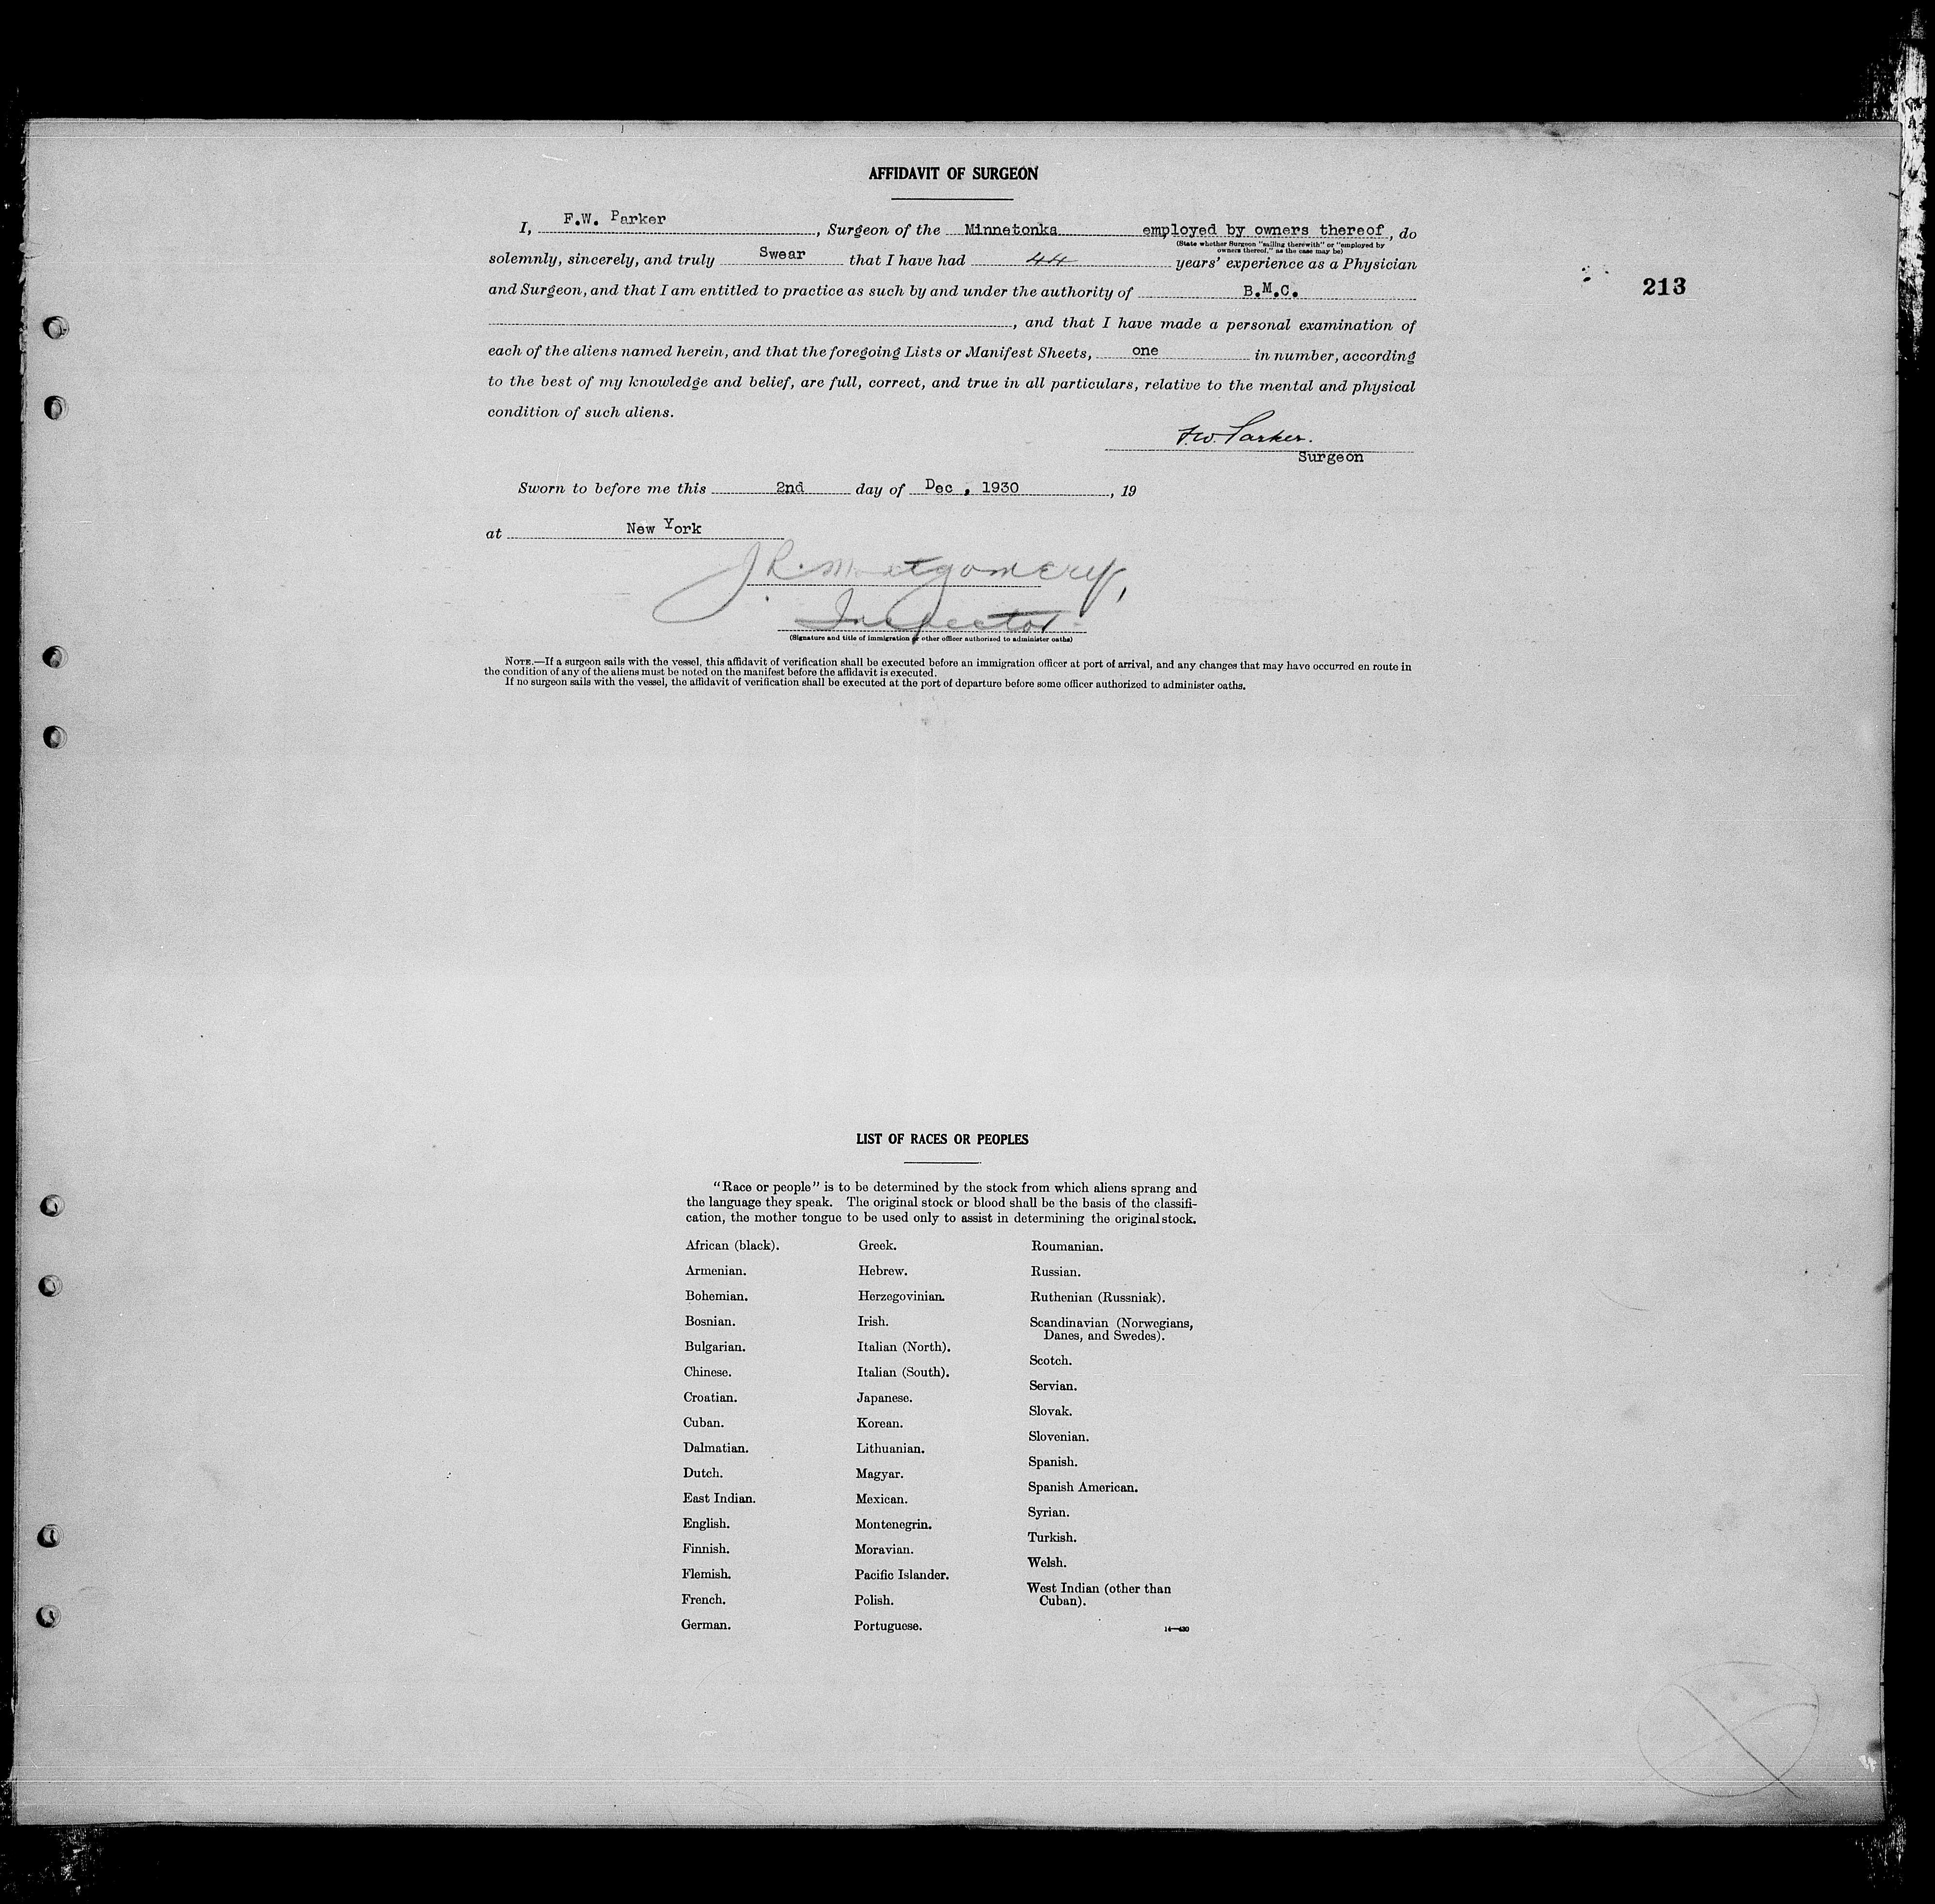 AFFIDAVIT OF SURGEON
I, F.W. Parker, Surgeon of the Minnetonka employed by owners thereof, do
(State whether Surgeon "sailing therewith" or "employed by
owners thereof," as the case may be)
solemnly, sincerely, and truly Swear that I have had 44 years' experience as a Physician
213
and Surgeon, and that I am entitled to practice as such by and under the authority of B.M.C.
, and that I have made a personal examination of
each of the aliens named herein, and that the foregoing Lists or Manifest Sheets, one in number, according
to the best of my knowledge and belief, are full, correct, and true in all particulars, relative to the mental and physical
condition of such aliens.
F.W. Parker.
Surgeon
Sworn to before me this 2nd day of Dec, 1930, 19
at New York
J R. Montgomery,
Inspector
(Signature and title of immigration or other officer authorized to administer oaths)
NOTE.—If a surgeon sails with the vessel, this affidavit of verification shall be executed before an immigration officer at port of arrival, and any changes that may have occurred en route in
the condition of any of the aliens must be noted on the manifest before the affidavit is executed.
If no surgeon sails with the vessel, the affidavit of verification shall be executed at the port of departure before some officer authorized to administer oaths.
LIST OF RACES OR PEOPLES
"Race or people" is to be determined by the stock from which aliens sprang and
the language they speak. The original stock or blood shall be the basis of the classifi-
cation, the mother tongue to be used only to assist in determining the original stock.
African (black).
Armenian.
Bohemian.
Bosnian.
Bulgarian.
Chinese.
Croatian.
Cuban.
Dalmatian.
Dutch.
East Indian.
English.
Finnish.
Flemish.
French.
German.
Greek.
Hebrew.
Herzegovinian.
Irish.
Italian (North).
Italian (South).
Japanese.
Korean.
Lithuanian.
Magyar.
Mexican.
Montenegrin.
Moravian.
Pacific Islander.
Polish.
Portuguese.
Roumanian.
Russian.
Ruthenian (Russniak).
Scandinavian (Norwegians,
Danes, and Swedes).
Scotch.
Servian.
Slovak.
Slovenian.
Spanish.
Spanish American.
Syrian.
Turkish.
Welsh.
West Indian (other than
Cuban).
14—430